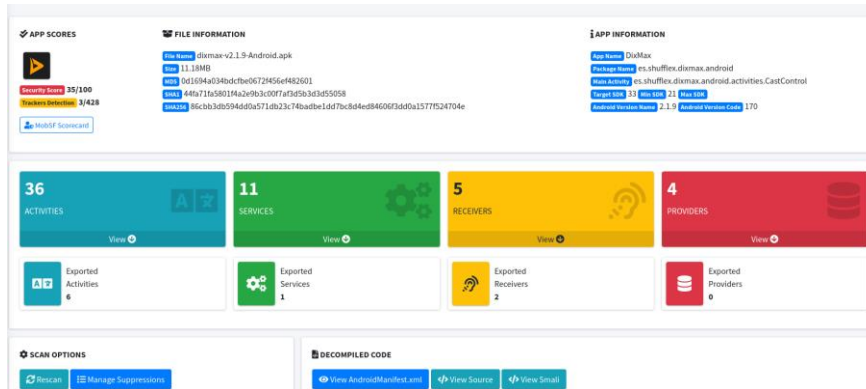 APP SCORES
Security Score 35/100
Trackers Detection 3/428
MobSF Scorecard
FILE INFORMATION
File Name dixmax-v2.1.9-Android.apk
Size 11.18MB
MD5 0d1694a034bdcfbe0672f456ef482601
SHA1 44fa71fa5801f4a2e9b3c00f7af3d5b3d3d55058
SHA256 86cbb3db594dd0a571db23c74badbe1dd7bc8d4ed84606f3dd0a1577f524704e
APP INFORMATION
App Name DixMax
Package Name es.shufflex.dixmax.android
Main Activity es.shufflex.dixmax.android.activities.CastControl
Target SDK 33 Min SDK 21 Max SDK
Android Version Name 2.1.9 Android Version Code 170
36
ACTIVITIES
View
11
SERVICES
View
5
RECEIVERS
View
4
PROVIDERS
View
Exported
Activities
6
Exported
Services
1
Exported
Receivers
2
Exported
Providers
0
SCAN OPTIONS
Rescan
Manage Suppressions
DECOMPILED CODE
View AndroidManifest.xml
View Source
View Smali